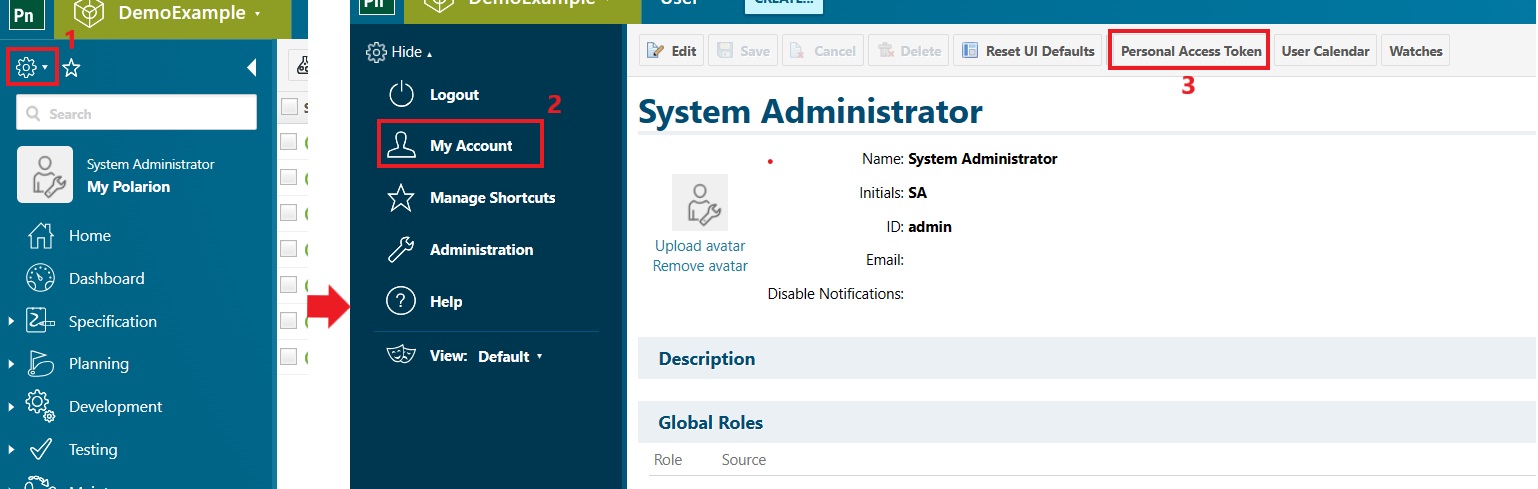 Pn
DemoExample
1
Search
System Administrator
My Polarion
Home
Dashboard
Specification
Planning
Development
Testing
DemoExample
User
CREATE...
Hide
Logout
2
My Account
Manage Shortcuts
Administration
Help
View: Default
Edit Save Cancel Delete Reset UI Defaults Personal Access Token User Calendar Watches
3
System Administrator
Name: System Administrator
Initials: SA
ID: admin
Email:
Upload avatar
Remove avatar
Disable Notifications:
Description
Global Roles
Role Source